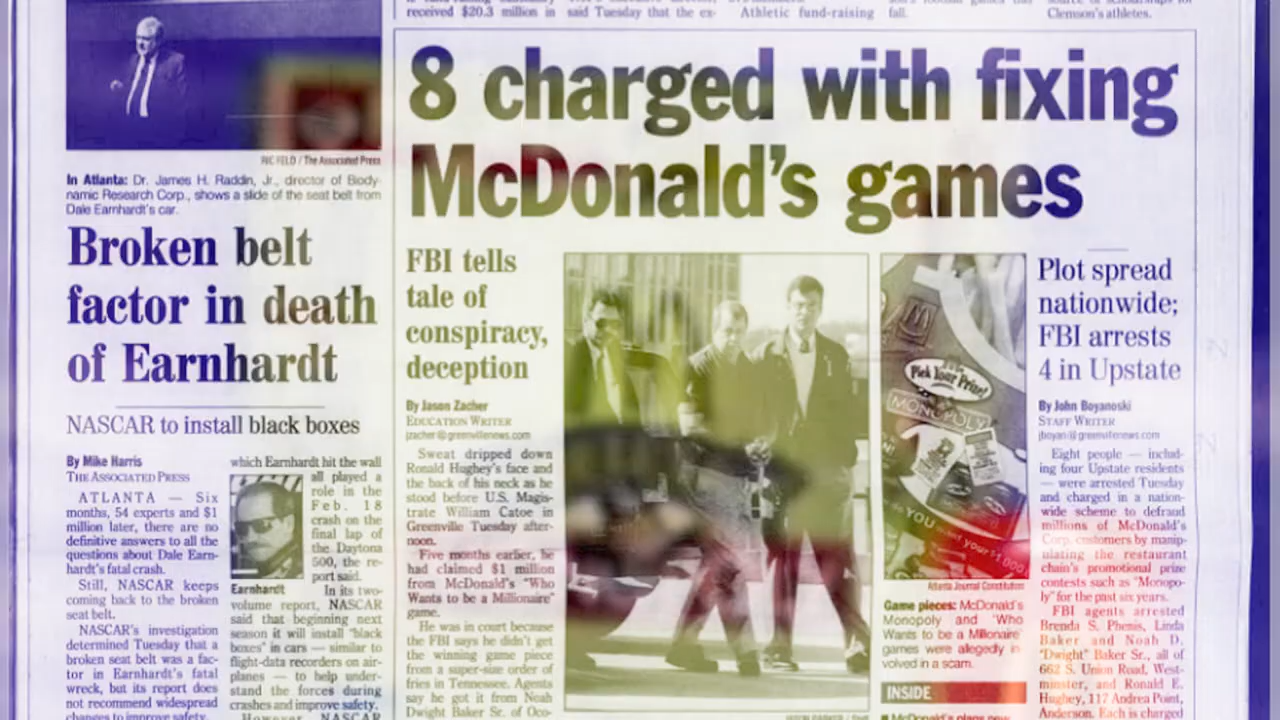 received $20.3 million in
said Tuesday that the ex-
Athletic fund-raising
fall.
Clemson's athletes.
RIC FELD / The Associated Press
In Atlanta: Dr. James H. Raddin, Jr., director of Biody-
namic Research Corp., shows a slide of the seat belt from
Dale Earnhardt's car.
Broken belt
factor in death
of Earnhardt
NASCAR to install black boxes
By Mike Harris
THE ASSOCIATED PRESS
ATLANTA — Six
months, 54 experts and $1
million later, there are no
definitive answers to all the
questions about Dale Earn-
hardt's fatal crash.
Still, NASCAR keeps
coming back to the broken
seat belt.
NASCAR's investigation
determined Tuesday that a
broken seat belt was a fac-
tor in Earnhardt's fatal
wreck, but its report does
not recommend widespread
changes to improve safety.
which Earnhardt hit the wall
all played a
role in the
Feb. 18
crash on the
final lap of
the Daytona
500, the re-
port said.
Earnhardt
In its two-
volume report, NASCAR
said that beginning next
season it will install "black
boxes" in cars — similar to
flight-data recorders on air-
planes — to help under-
stand the forces during
crashes and improve safety.
However, NASCAR
8 charged with fixing
McDonald's games
FBI tells
tale of
conspiracy,
deception
By Jason Zacher
EDUCATION WRITER
jzacher@greenvillenews.com
Sweat dripped down
Ronald Hughey's face and
the back of his neck as he
stood before U.S. Magis-
trate William Catoe in
Greenville Tuesday after-
noon.
Five months earlier, he
had claimed $1 million
from McDonald's "Who
Wants to be a Millionaire"
game.
He was in court because
the FBI says he didn't get
the winning game piece
from a super-size order of
fries in Tennessee. Agents
say he got it from Noah
Dwight Baker Sr. of Oco-
Pick Your Prize!
MONOPOLY
YOU
Atlanta Journal Constitution
Game pieces: McDonald's
Monopoly and "Who
Wants to be a Millionaire"
games were allegedly in-
volved in a scam.
INSIDE
Plot spread
nationwide;
FBI arrests
4 in Upstate
By John Boyanoski
STAFF WRITER
jboyan@greenvillenews.com
Eight people — includ-
ing four Upstate residents
— were arrested Tuesday
and charged in a nation-
wide scheme to defraud
millions of McDonald's
Corp. customers by manip-
ulating the restaurant
chain's promotional prize
contests such as "Monopo-
ly" for the past six years.
FBI agents arrested
Brenda S. Phenis, Linda
Baker and Noah D.
"Dwight" Baker Sr., all of
662 S. Union Road, West-
minster, and Ronald E.
Hughey, 117 Andrea Point,
Anderson. Each is charged